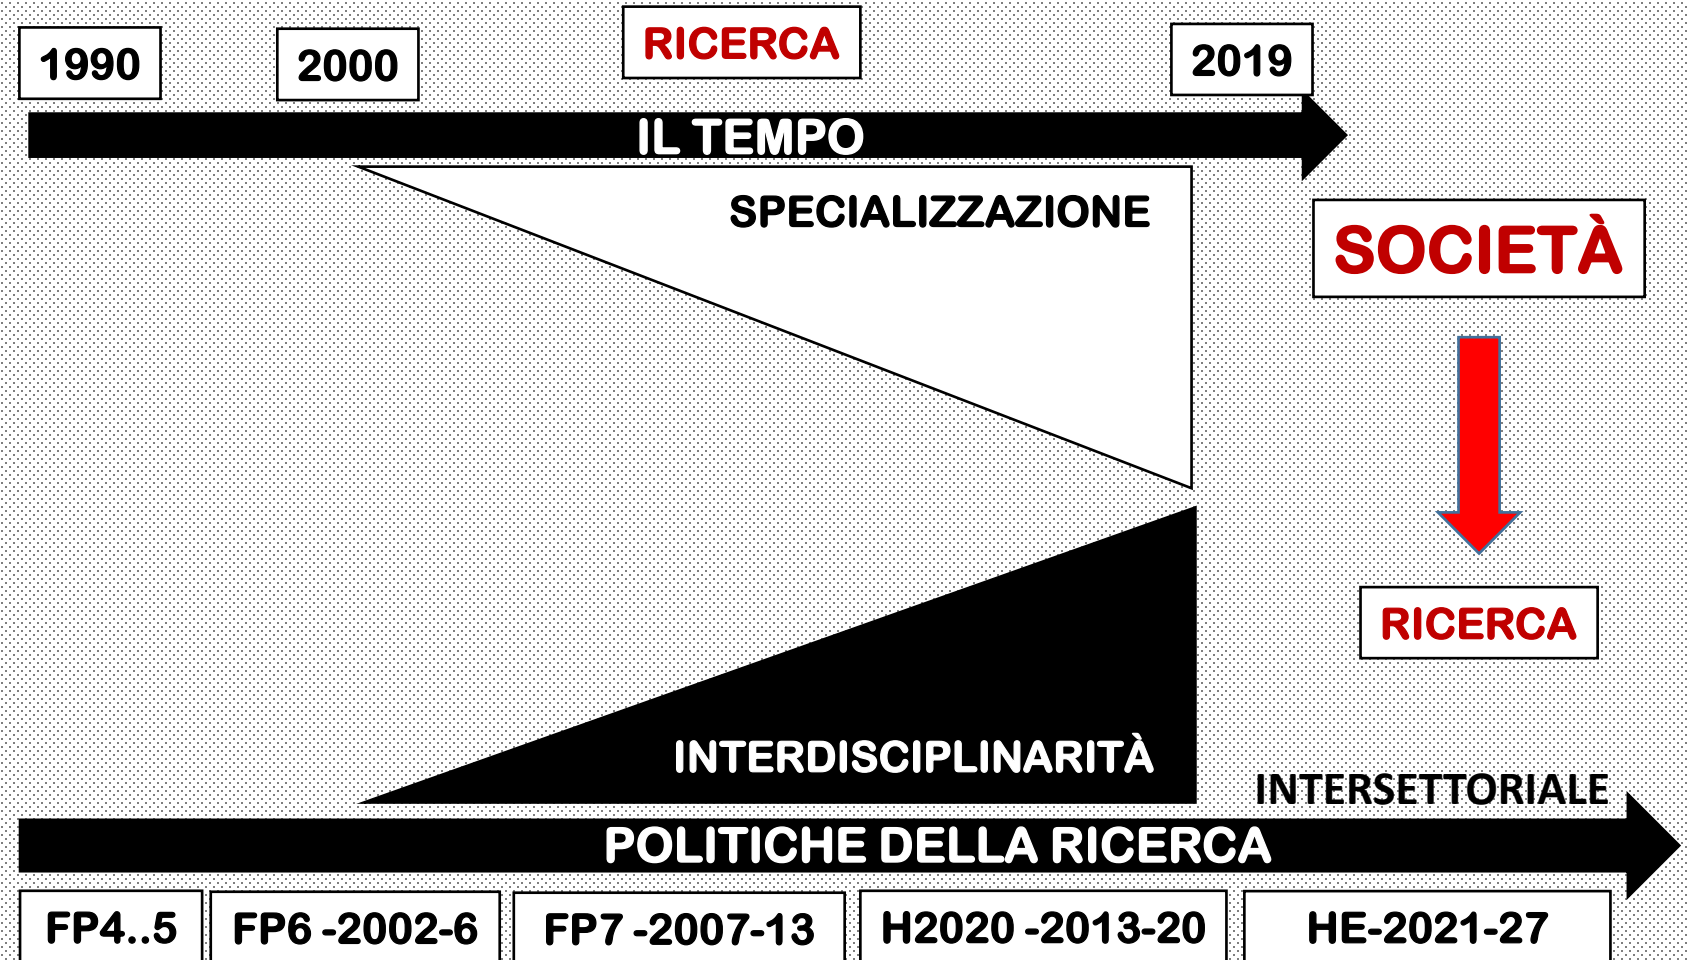 1990
2000
RICERCA
2019
IL TEMPO
SPECIALIZZAZIONE
SOCIETÀ
RICERCA
INTERDISCIPLINARITÀ
INTERSETTORIALE
POLITICHE DELLA RICERCA
FP4..5
FP6 -2002-6
FP7 -2007-13
H2020 -2013-20
HE-2021-27